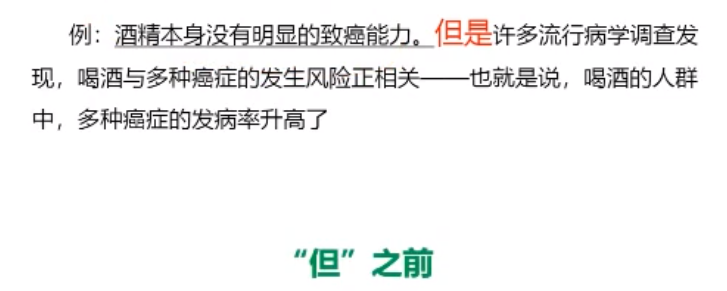 例：酒精本身没有明显的致癌能力。但是许多流行病学调查发
现，喝酒与多种癌症的发生风险正相关——也就是说，喝酒的人群
中，多种癌症的发病率升高了
“但”之前